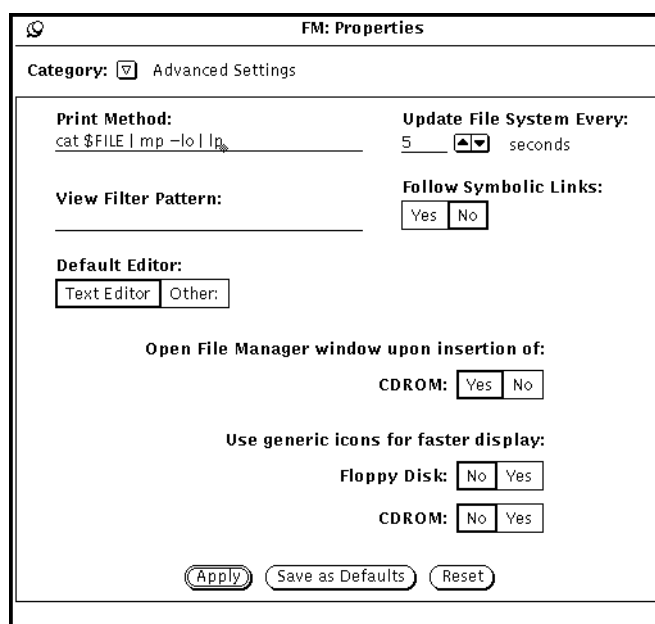 FM: Properties
Category: Advanced Settings
Print Method:
cat $FILE | mp –lo | lp
Update File System Every:
5 seconds
View Filter Pattern:
Follow Symbolic Links:
Yes No
Default Editor:
Text Editor Other:
Open File Manager window upon insertion of:
CDROM: Yes No
Use generic icons for faster display:
Floppy Disk: No Yes
CDROM: No Yes
Apply Save as Defaults Reset